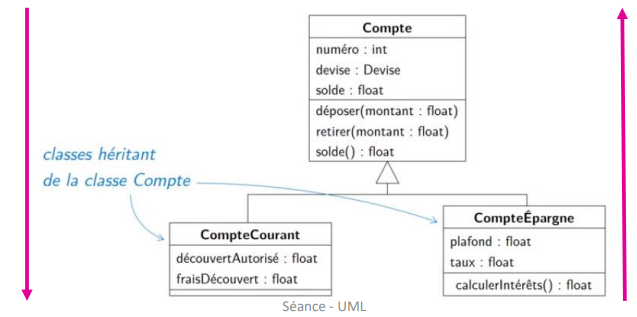 Compte
numéro : int
devise : Devise
solde : float
déposer(montant : float)
retirer(montant : float)
solde() : float
classes héritant
de la classe Compte
CompteCourant
découvertAutorisé : float
fraisDécouvert : float
CompteÉpargne
plafond : float
taux : float
calculerIntérêts() : float
Séance - UML